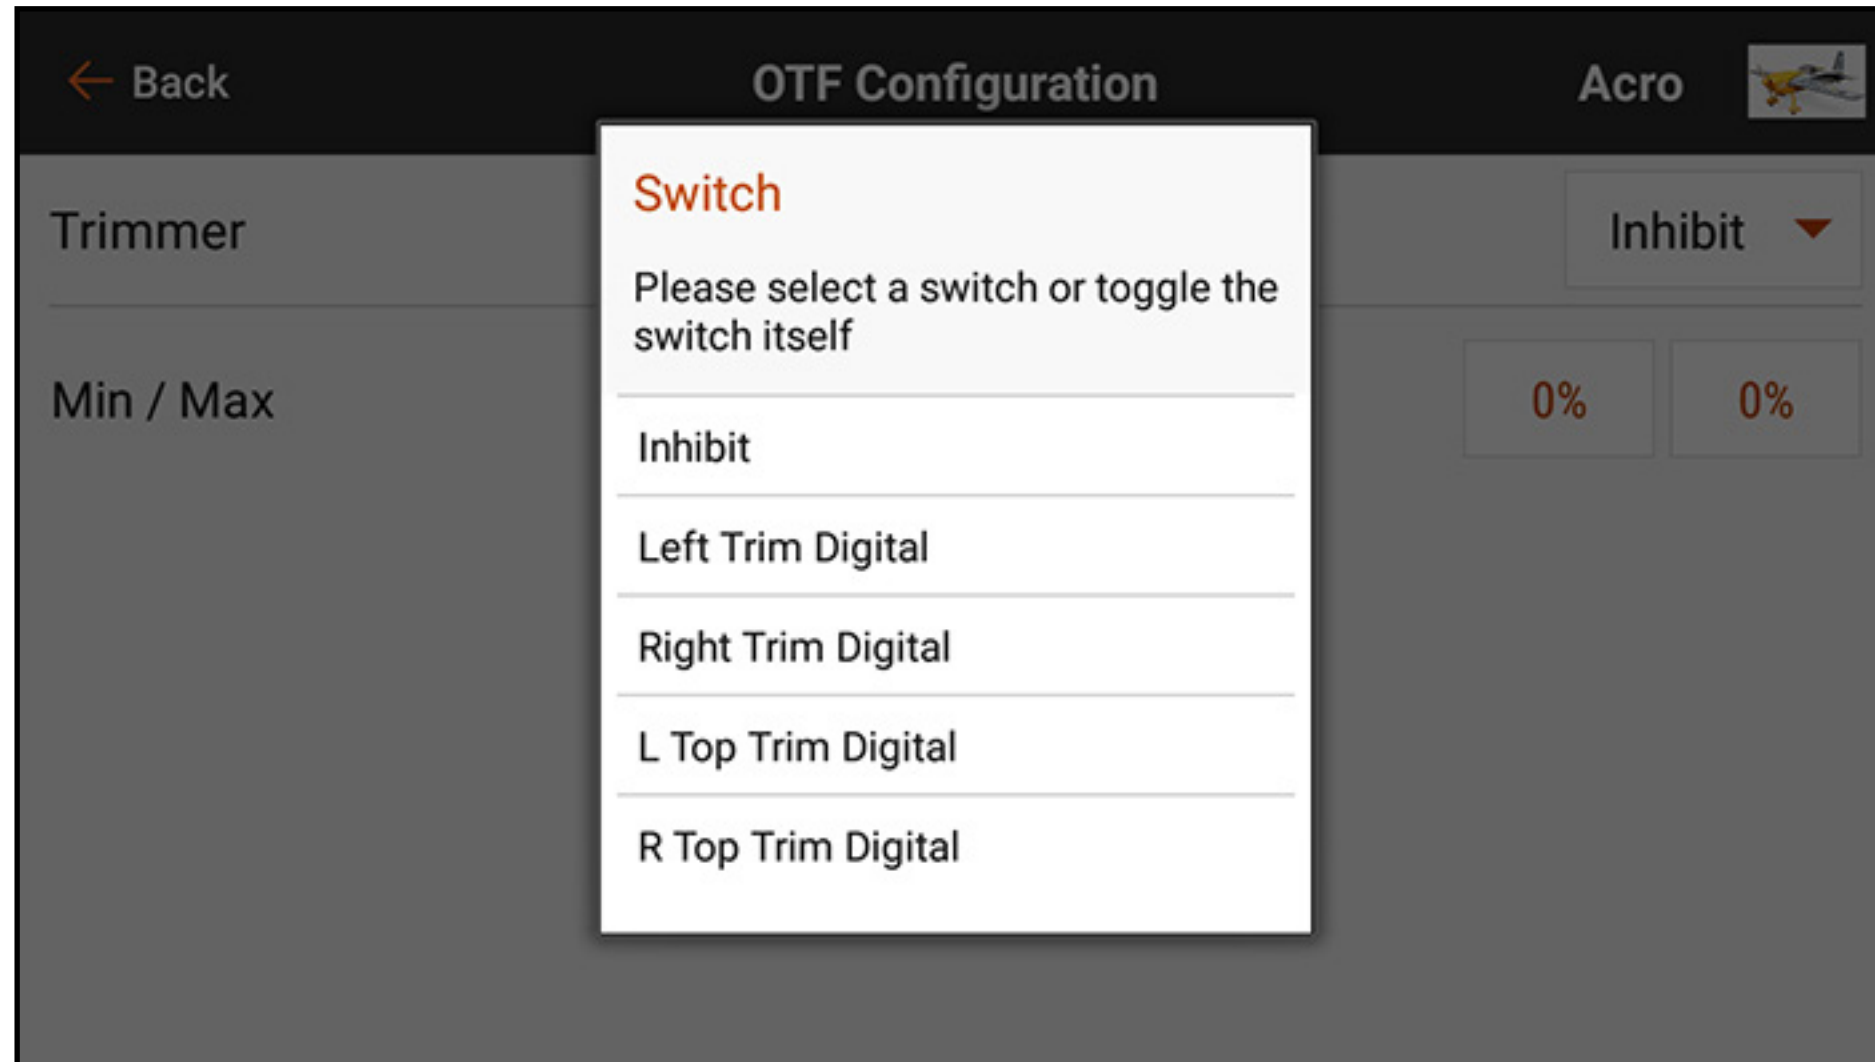 Back
OTF Configuration
Acro
Trimmer
Inhibit
Min / Max
0%
0%
Switch
Please select a switch or toggle the
switch itself
Inhibit
Left Trim Digital
Right Trim Digital
L Top Trim Digital
R Top Trim Digital